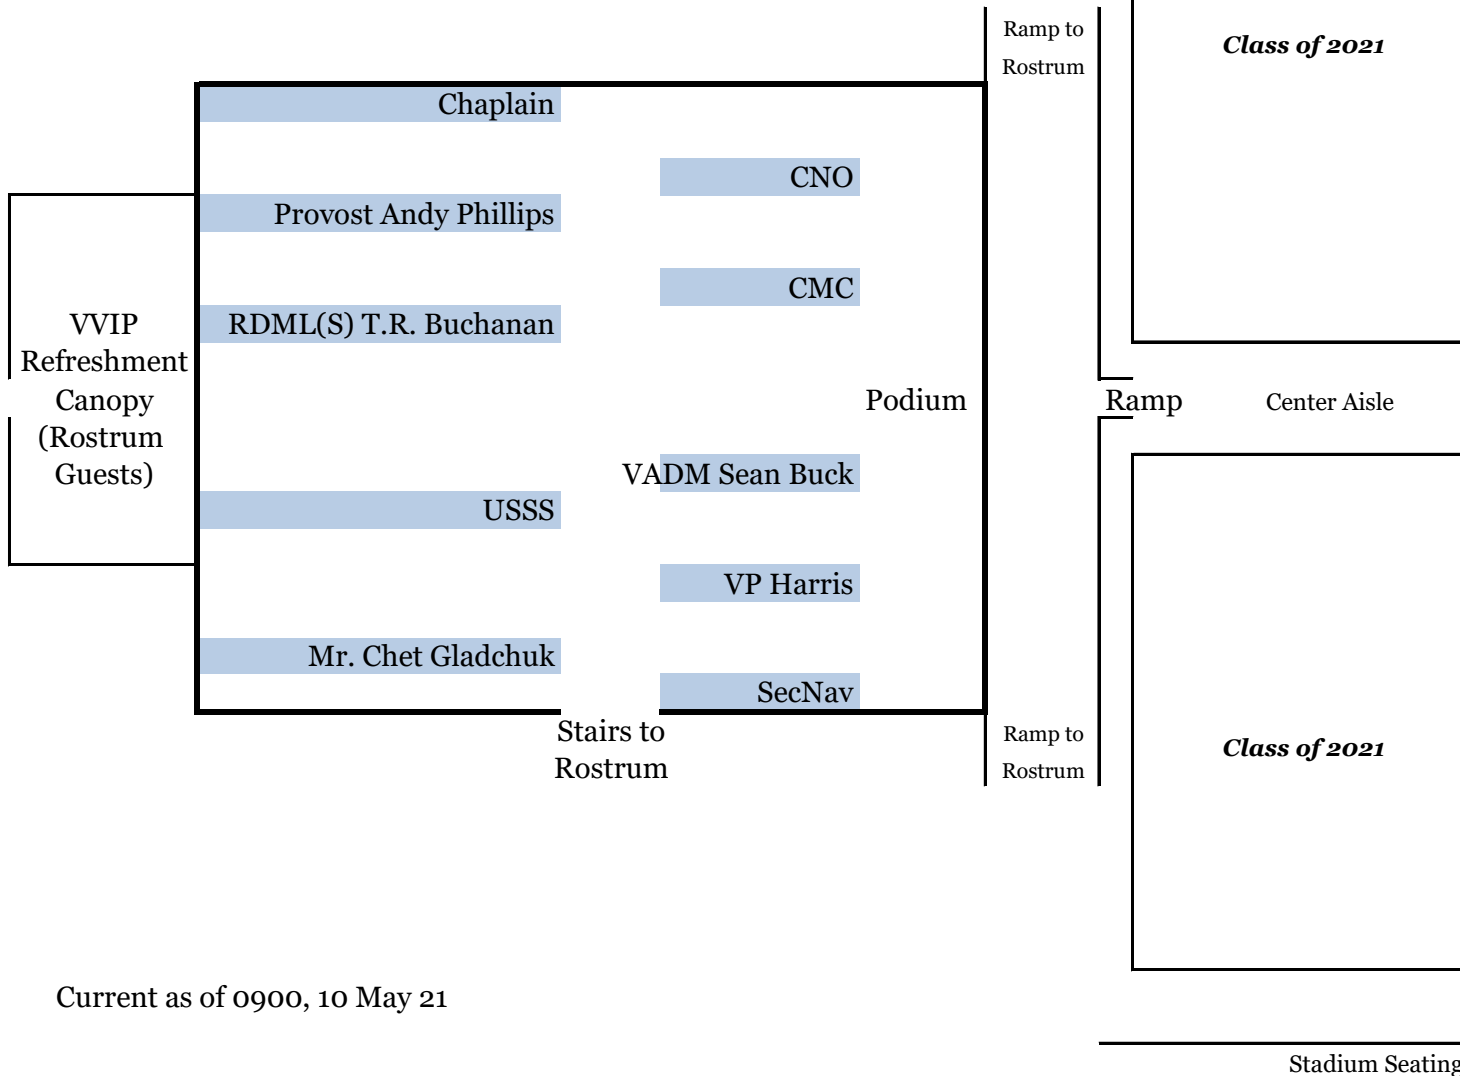 Ramp to
Rostrum
Class of 2021
Chaplain
CNO
Provost Andy Phillips
CMC
RDML(S) T.R. Buchanan
VVIP
Refreshment
Canopy
(Rostrum
Guests)
Podium
Ramp
Center Aisle
VADM Sean Buck
USSS
VP Harris
Mr. Chet Gladchuk
SecNav
Stairs to
Rostrum
Ramp to
Rostrum
Class of 2021
Current as of 0900, 10 May 21
Stadium Seating